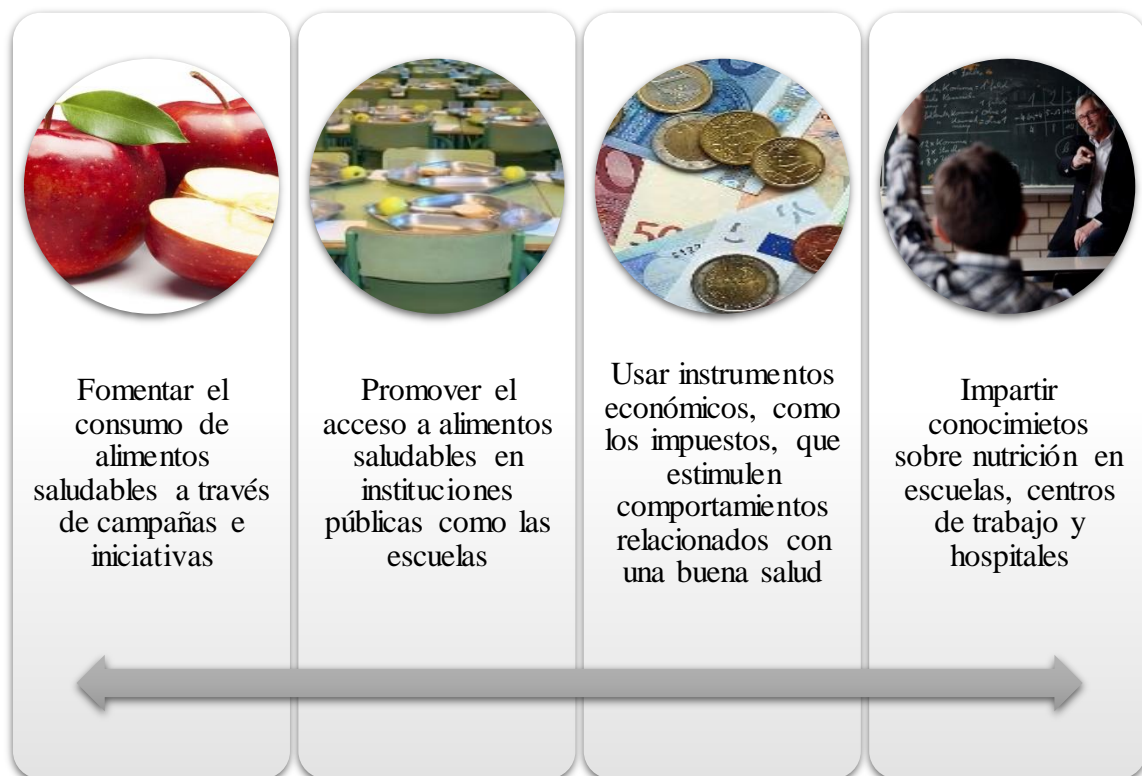 Fomentar el
consumo de
alimentos
saludables a través
de campañas e
iniciativas
Promover el
acceso a alimentos
saludables en
instituciones
públicas como las
escuelas
Usar instrumentos
económicos, como
los impuestos, que
estimulen
comportamientos
relacionados con
una buena salud
Impartir
conocimietos
sobre nutrición en
escuelas, centros
de trabajo y
hospitales